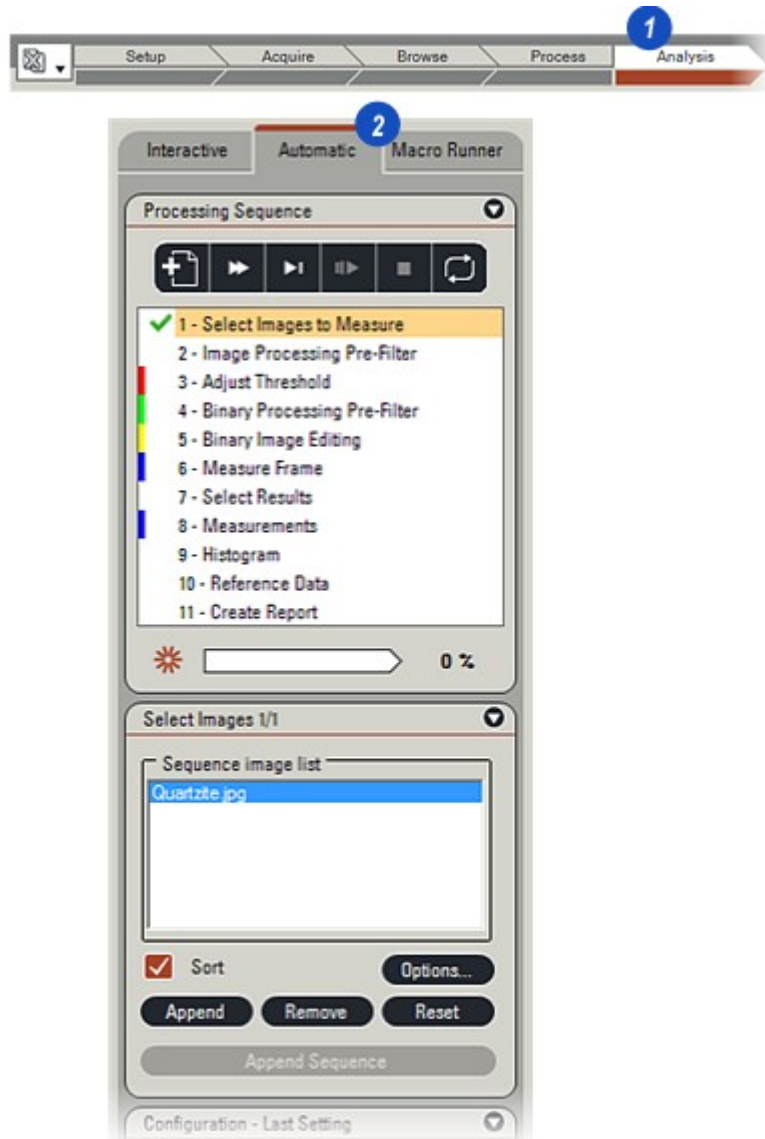 1
Setup Acquire Browse Process Analysis
2
Interactive Automatic Macro Runner
Processing Sequence
1 - Select Images to Measure
2 - Image Processing Pre-Filter
3 - Adjust Threshold
4 - Binary Processing Pre-Filter
5 - Binary Image Editing
6 - Measure Frame
7 - Select Results
8 - Measurements
9 - Histogram
10 - Reference Data
11 - Create Report
0 %
Select Images 1/1
Sequence image list
Quartzite.jpg
Sort Options...
Append Remove Reset
Append Sequence
Configuration - Last Setting